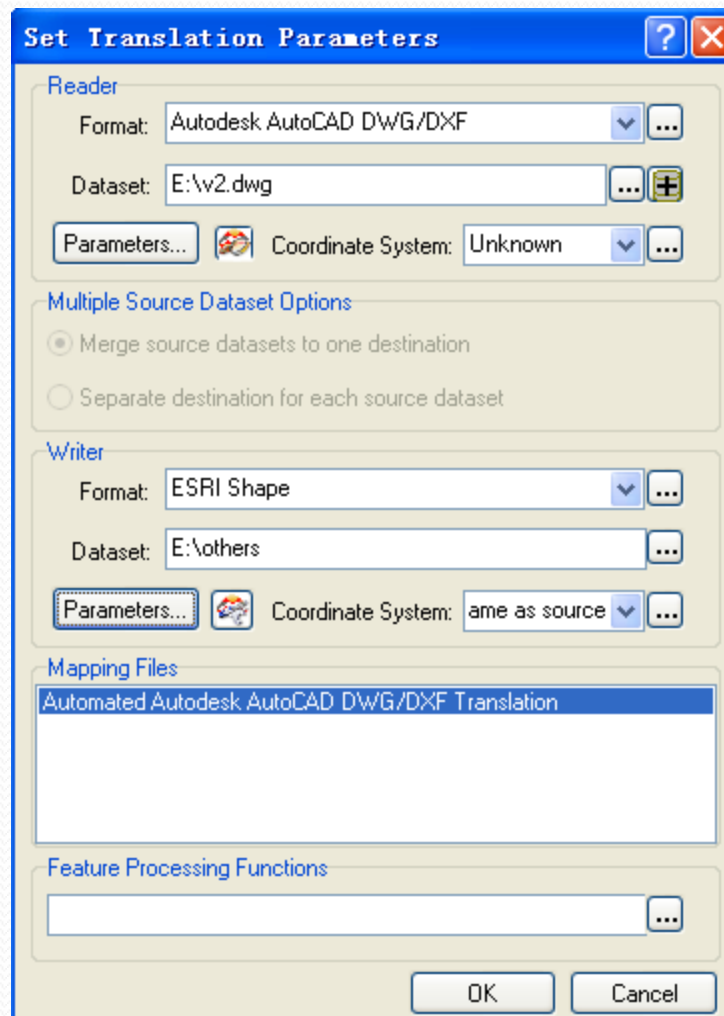 Set Translation Parameters
Reader
Format: Autodesk AutoCAD DWG/DXF ...
Dataset: E:\v2.dwg ...
Parameters... Coordinate System: Unknown ...
Multiple Source Dataset Options
Merge source datasets to one destination
Separate destination for each source dataset
Writer
Format: ESRI Shape ...
Dataset: E:\others ...
Parameters... Coordinate System: ame as source ...
Mapping Files
Automated Autodesk AutoCAD DWG/DXF Translation
Feature Processing Functions
...
OK Cancel